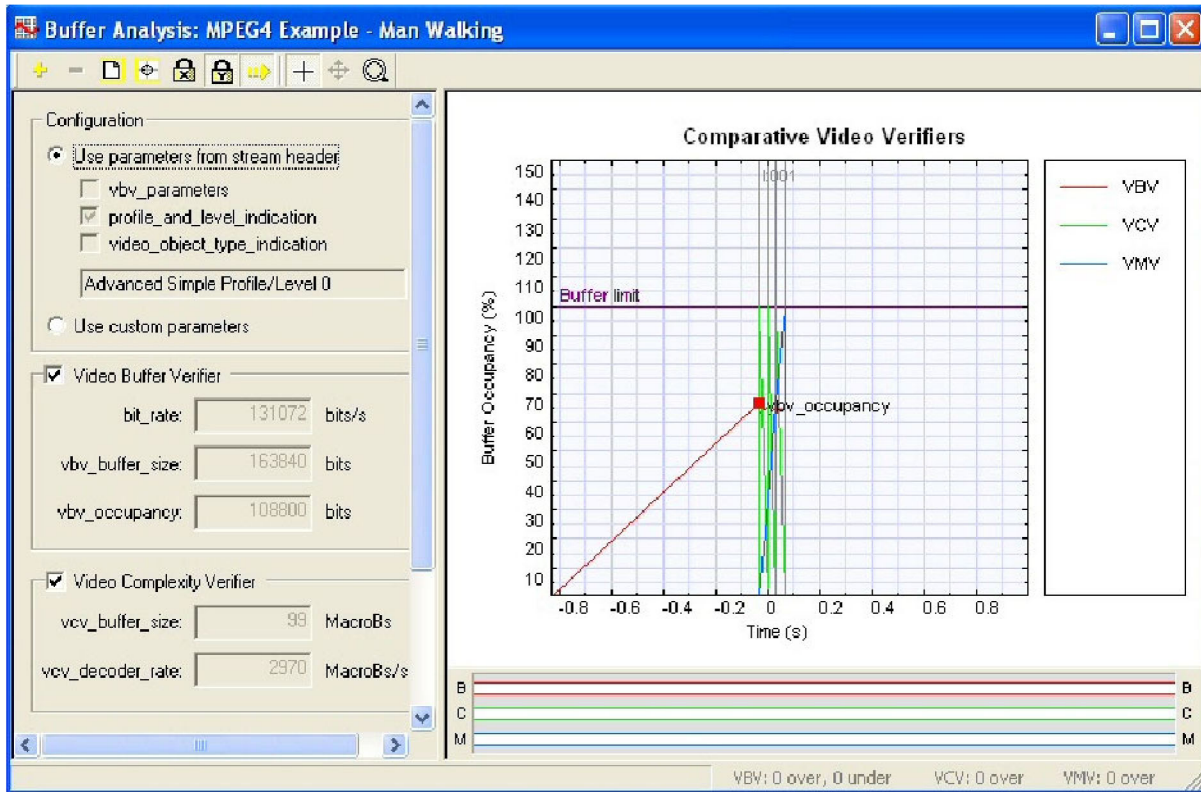 Buffer Analysis: MPEG4 Example - Man Walking
Configuration
Use parameters from stream header
vbv_parameters
profile_and_level_indication
video_object_type_indication
Advanced Simple Profile/Level 0
Use custom parameters
Video Buffer Verifier
bit_rate: 131072 bits/s
vbv_buffer_size: 163840 bits
vbv_occupancy: 108800 bits
Video Complexity Verifier
vcv_buffer_size: 99 MacroBs
vcv_decoder_rate: 2970 MacroBs/s
Comparative Video Verifiers
Buffer Occupancy (%)
150
140
130
120
110
100
90
80
70
60
50
40
30
20
10
Buffer limit
vbv_occupancy
-0.8 -0.6 -0.4 -0.2 0 0.2 0.4 0.6 0.8
Time (s)
VBV
VCV
VMV
B B
C C
M M
VBV: 0 over, 0 under VCV: 0 over VMV: 0 over